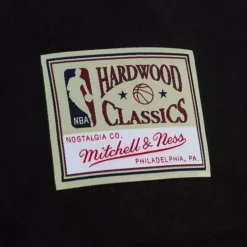 HARDWOOD
NBA
CLASSICS
NOSTALGIA CO.
Mitchell & Ness
PHILADELPHIA, PA.